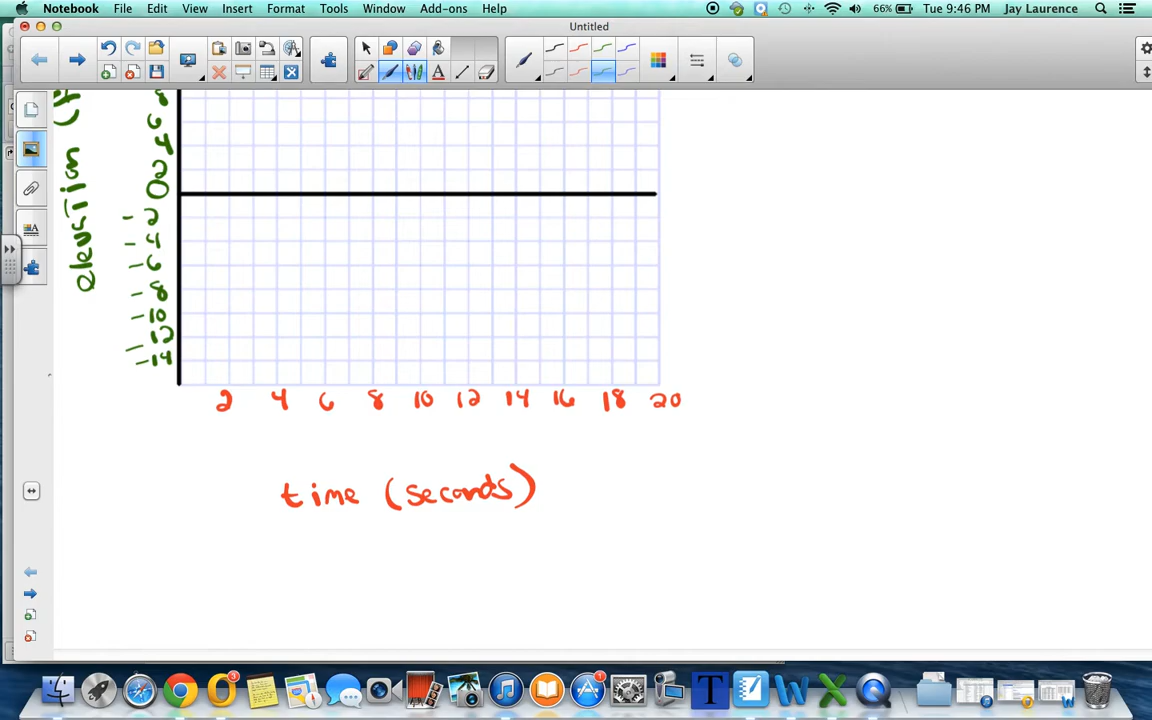 Notebook File Edit View Insert Format Tools Window Add-ons Help 66% Tue 9:46 PM Jay Laurence
Untitled
elevation (f
8
6
4
2
0
-2
-4
-6
-8
-10
-12
-14
2 4 6 8 10 12 14 16 18 20
time (seconds)